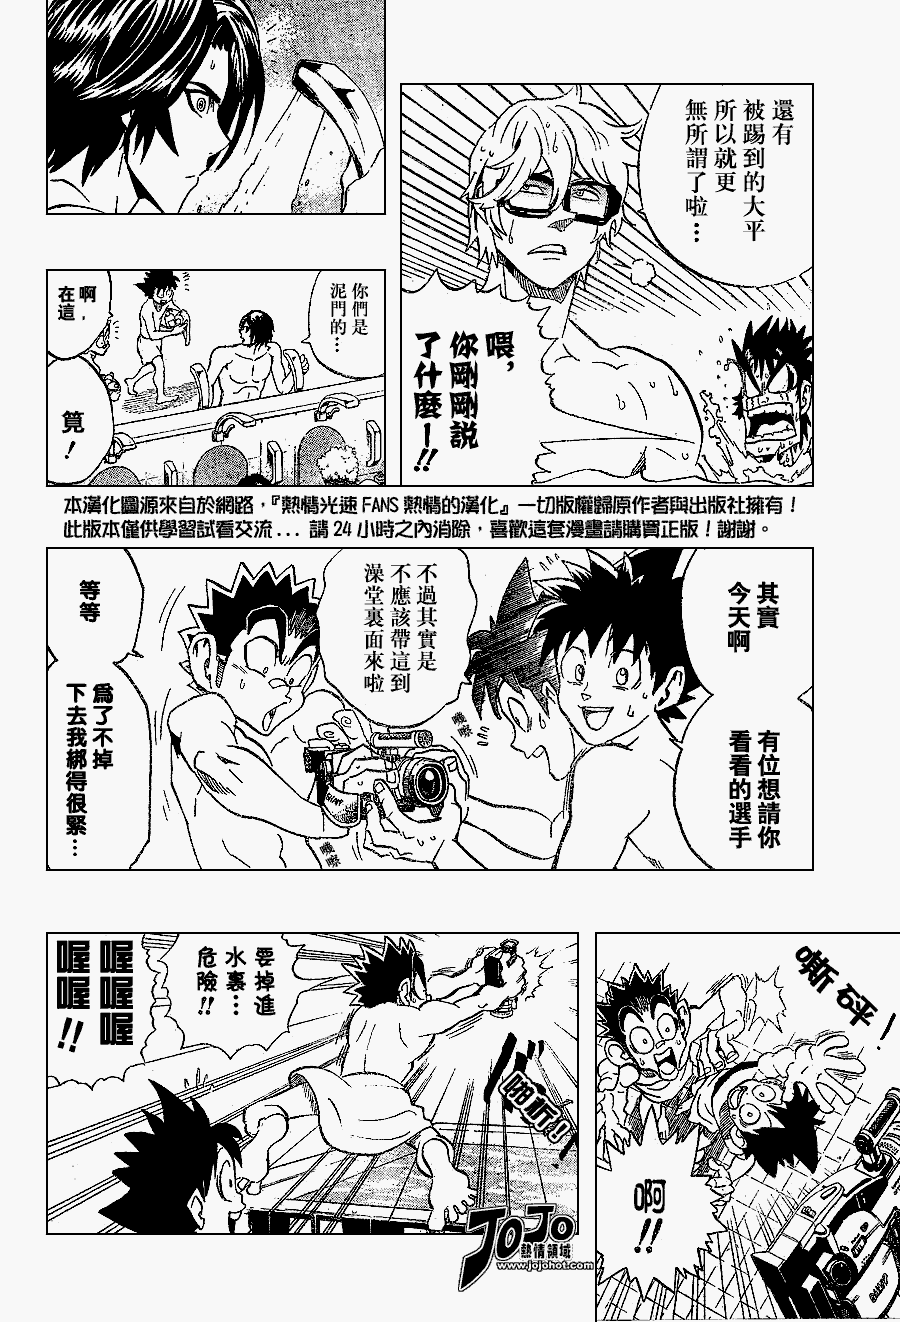 還有
被踢到的大平
所以就更
無所謂了啦…
喂，
你剛剛說
了什麼—!!
你們是
泥門的…
啊，
在這
筧！
本漢化圖源來自於網路，『熱情光速 FANS 熱情的漢化』一切版權歸原作者與出版社擁有！
此版本僅供學習試看交流... 請 24 小時之內消除，喜歡這套漫畫請購買正版！謝謝。
其實
今天啊
有位想請你
看看的選手
不過其實是
不應該帶這到
澡堂裏面來啦
嘎嚓
嘎嚓
等等
為了不掉
下去我綁得很緊…
嘶砰！
啊!!
要掉進
水裏…
危險!!
啪折!!
喔喔喔
喔喔!!
JOJO
熱情領域
www.jojohot.com